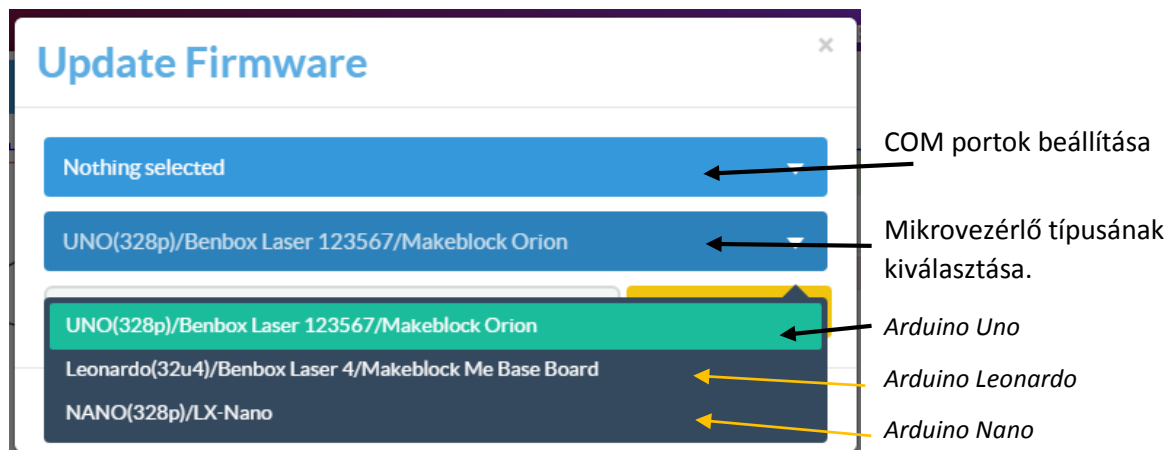 Update Firmware
×
Nothing selected
COM portok beállítása
UNO(328p)/Benbox Laser 123567/Makeblock Orion
Mikrovezérlő típusának
kiválasztása.
UNO(328p)/Benbox Laser 123567/Makeblock Orion
Arduino Uno
Leonardo(32u4)/Benbox Laser 4/Makeblock Me Base Board
Arduino Leonardo
NANO(328p)/LX-Nano
Arduino Nano